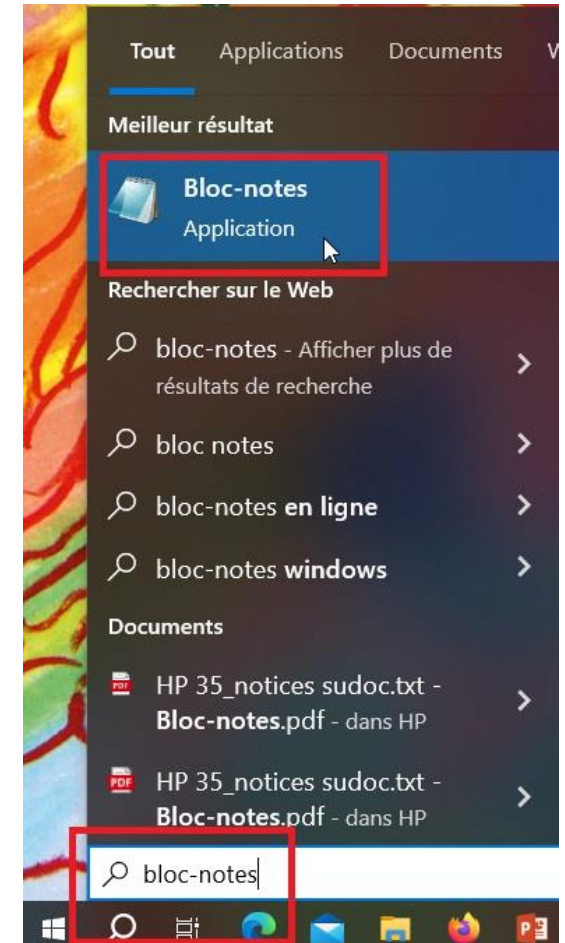 Tout Applications Documents
Meilleur résultat
Bloc-notes
Application
Rechercher sur le Web
bloc-notes - Afficher plus de
résultats de recherche
bloc notes
bloc-notes en ligne
bloc-notes windows
Documents
PDF HP 35_notices sudoc.txt -
Bloc-notes.pdf - dans HP
PDF HP 35_notices sudoc.txt -
Bloc-notes.pdf - dans HP
bloc-notes